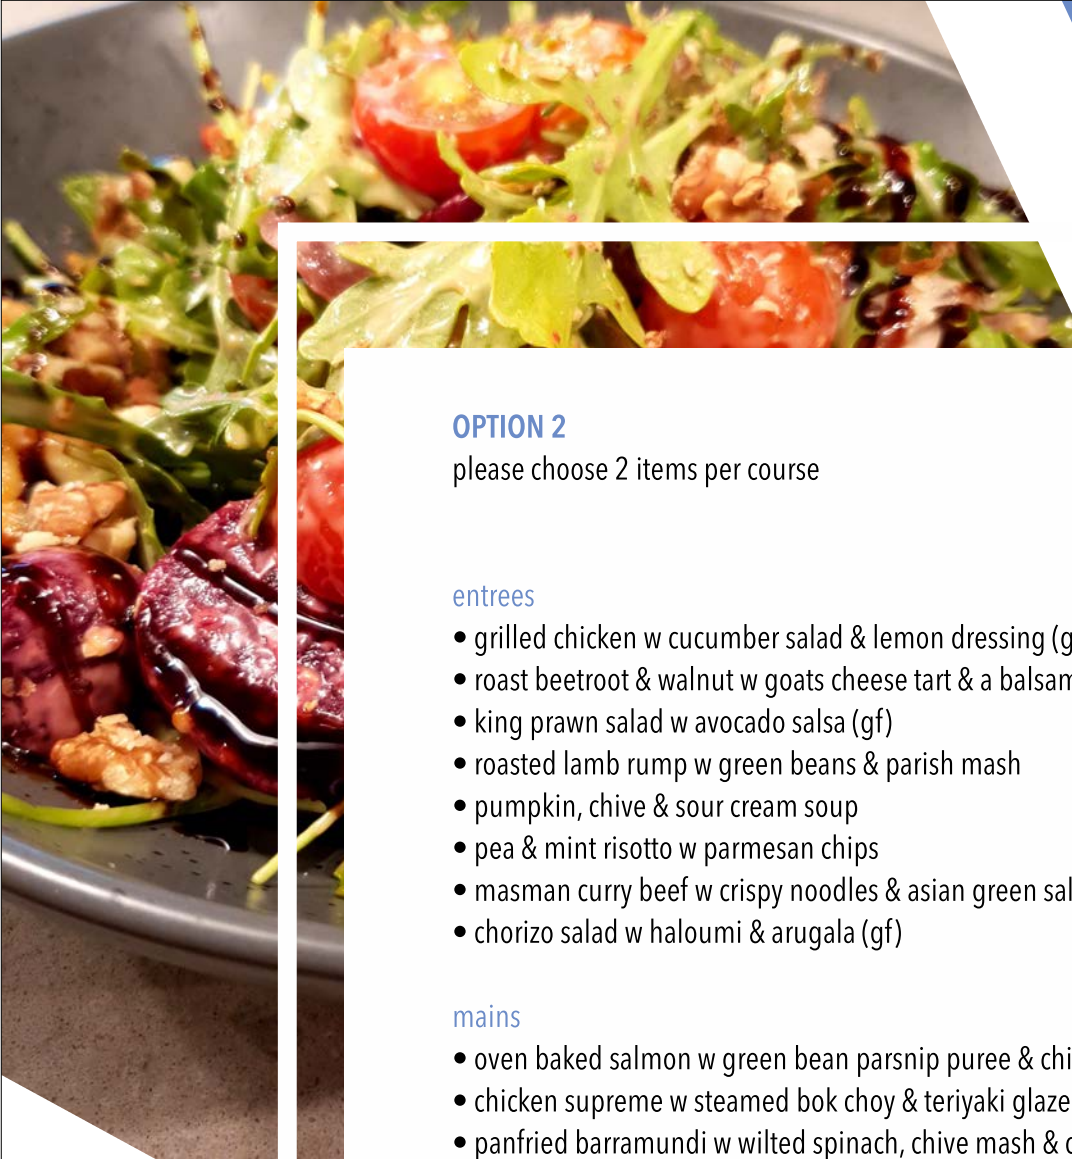 OPTION 2
please choose 2 items per course
entrees
• grilled chicken w cucumber salad & lemon dressing (g
• roast beetroot & walnut w goats cheese tart & a balsam
• king prawn salad w avocado salsa (gf)
• roasted lamb rump w green beans & parish mash
• pumpkin, chive & sour cream soup
• pea & mint risotto w parmesan chips
• masman curry beef w crispy noodles & asian green sal
• chorizo salad w haloumi & arugala (gf)
mains
• oven baked salmon w green bean parsnip puree & chi
• chicken supreme w steamed bok choy & teriyaki glaze
• panfried barramundi w wilted spinach, chive mash &